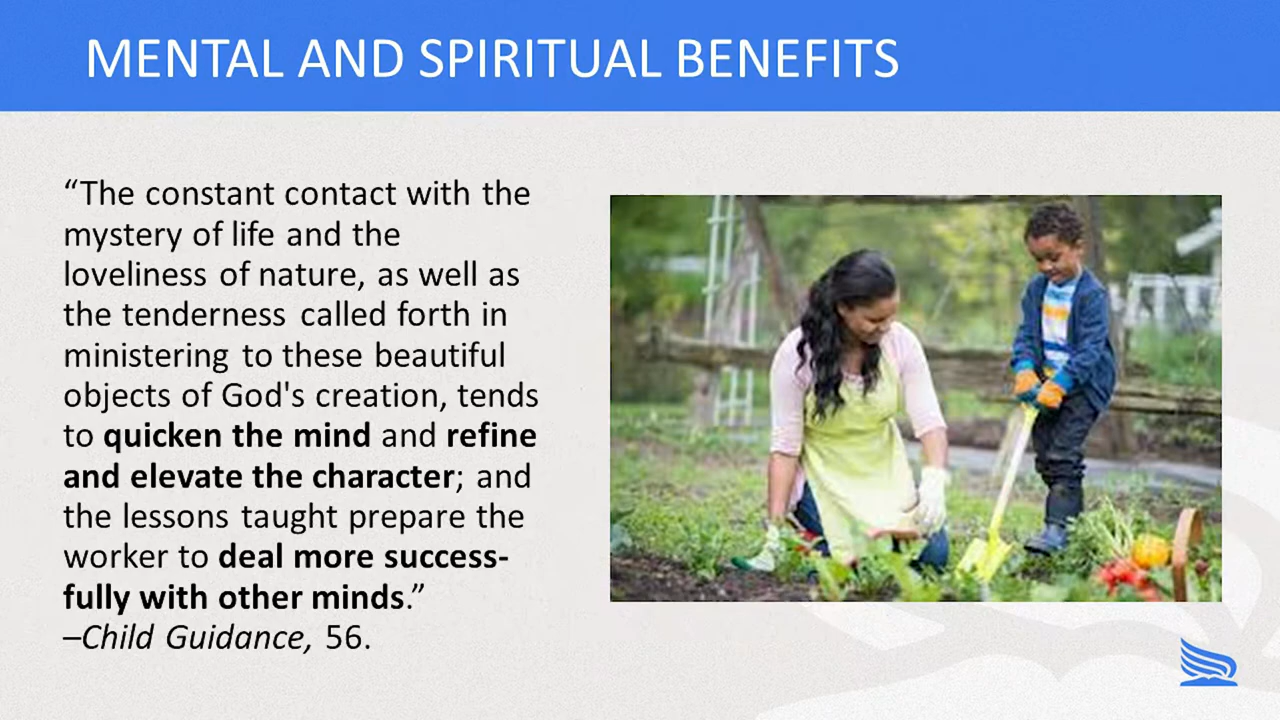 MENTAL AND SPIRITUAL BENEFITS
“The constant contact with the
mystery of life and the
loveliness of nature, as well as
the tenderness called forth in
ministering to these beautiful
objects of God's creation, tends
to quicken the mind and refine
and elevate the character; and
the lessons taught prepare the
worker to deal more success-
fully with other minds.”
–Child Guidance, 56.